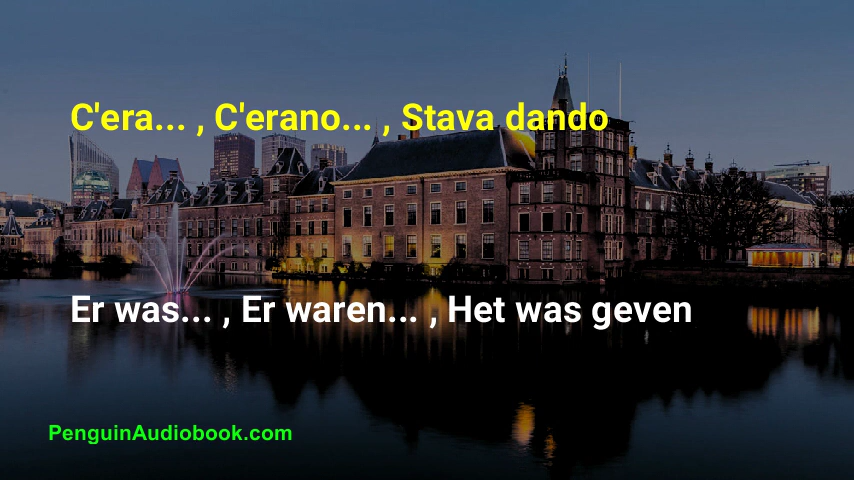 C'era... , C'erano... , Stava dando
Er was... , Er waren... , Het was geven
PenguinAudiobook.com